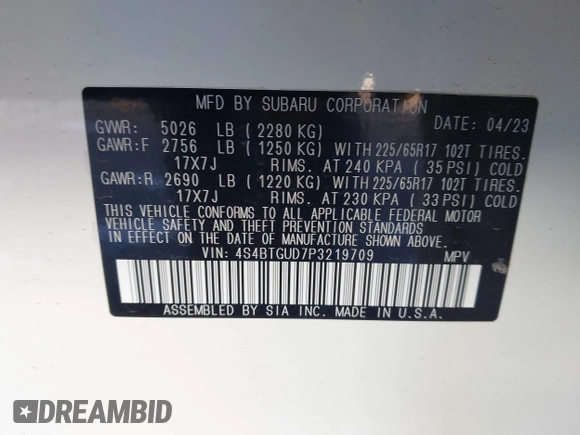 MFD BY SUBARU CORPORATION
DATE: 04/23
GVWR: 5026 LB (2280 KG)
GAWR:F 2756 LB (1250 KG) WITH 225/65R17 102T TIRES.
17X7J RIMS. AT 240 KPA (35 PSI) COLD
GAWR:R 2690 LB (1220 KG) WITH 225/65R17 102T TIRES.
17X7J RIMS. AT 230 KPA (33 PSI) COLD
THIS VEHICLE CONFORMS TO ALL APPLICABLE FEDERAL MOTOR
VEHICLE SAFETY AND THEFT PREVENTION STANDARDS IN EFFECT
ON THE DATE OF MANUFACTURE SHOWN ABOVE.
VIN: 4S4BTGUD7P3219709 MPV
ASSEMBLED BY SIA INC. MADE IN U.S.A.
DREAMBID